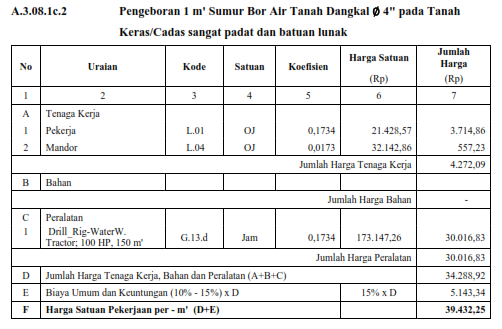 A.3.08.1c.2 Pengeboran 1 m' Sumur Bor Air Tanah Dangkal Ø 4" pada Tanah
Keras/Cadas sangat padat dan batuan lunak
No Uraian Kode Satuan Koefisien Harga Satuan (Rp) Jumlah Harga (Rp)
1 2 3 4 5 6 7
A Tenaga Kerja
1 Pekerja L.01 OJ 0,1734 21.428,57 3.714,86
2 Mandor L.04 OJ 0,0173 32.142,86 557,23
Jumlah Harga Tenaga Kerja 4.272,09
B Bahan
Jumlah Harga Bahan -
C Peralatan
1 Drill_Rig-WaterW.
Tractor; 100 HP, 150 m' G.13.d Jam 0,1734 173.147,26 30.016,83
Jumlah Harga Peralatan 30.016,83
D Jumlah Harga Tenaga Kerja, Bahan dan Peralatan (A+B+C) 34.288,92
E Biaya Umum dan Keuntungan (10% - 15%) x D 15% x D 5.143,34
F Harga Satuan Pekerjaan per - m' (D+E) 39.432,25